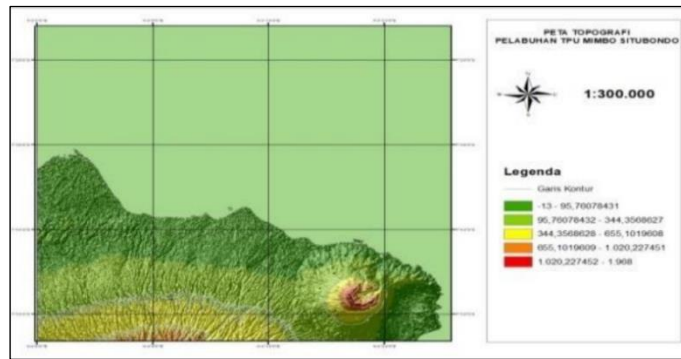 PETA TOPOGRAFI
PELABUHAN TPU MIMBO SITUBONDO
1:300.000
Legenda
Garis Kontur
-13 - 95,76078431
95,76078432 - 344,3568627
344,3568628 - 655,1019608
655,1019609 - 1.020,227451
1.020,227452 - 1.968